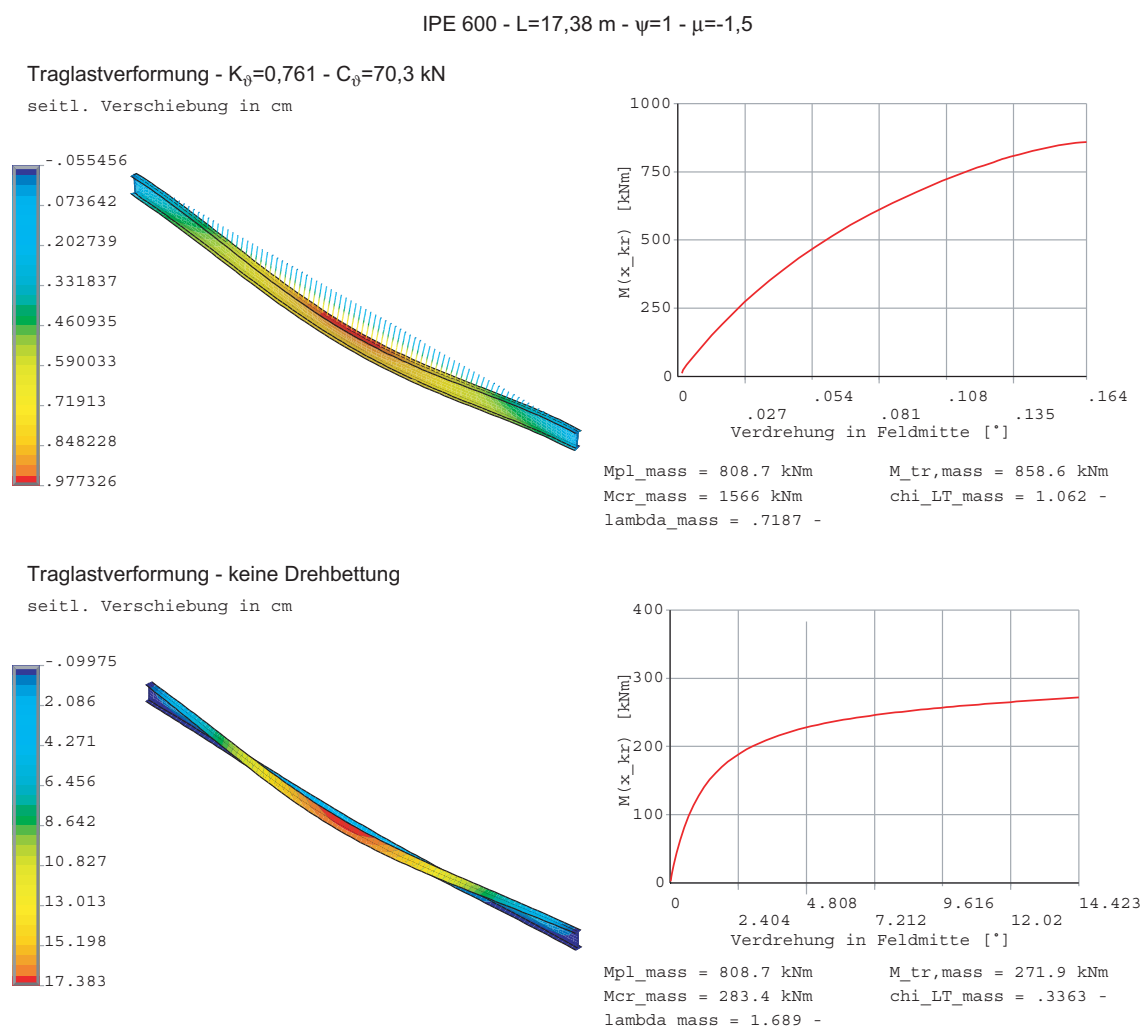 IPE 600 - L=17,38 m - ψ=1 - μ=-1,5
Traglastverformung - Kϑ=0,761 - Cϑ=70,3 kN
seitl. Verschiebung in cm
-.055456
.073642
.202739
.331837
.460935
.590033
.71913
.848228
.977326
M(x_kr) [kNm]
1000
750
500
250
0
0 .054 .108 .164
.027 .081 .135
Verdrehung in Feldmitte [°]
Mpl_mass = 808.7 kNm M_tr,mass = 858.6 kNm
Mcr_mass = 1566 kNm chi_LT_mass = 1.062 -
lambda_mass = .7187 -
Traglastverformung - keine Drehbettung
seitl. Verschiebung in cm
-.09975
2.086
4.271
6.456
8.642
10.827
13.013
15.198
17.383
M(x_kr) [kNm]
400
300
200
100
0
0 4.808 9.616 14.423
2.404 7.212 12.02
Verdrehung in Feldmitte [°]
Mpl_mass = 808.7 kNm M_tr,mass = 271.9 kNm
Mcr_mass = 283.4 kNm chi_LT_mass = .3363 -
lambda_mass = 1.689 -